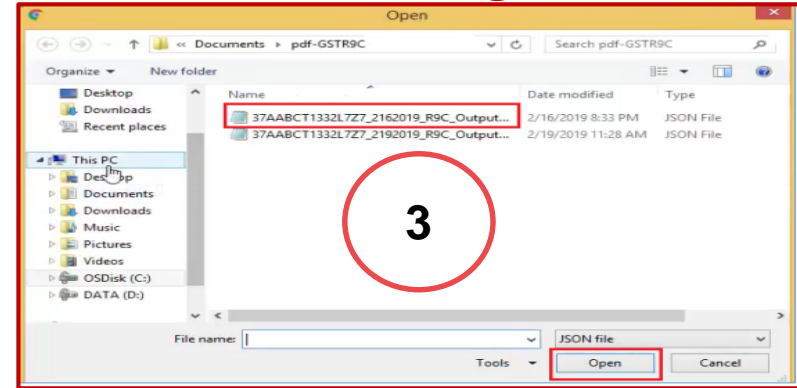 Open
« Documents pdf-GSTR9C Search pdf-GSTR9C
Organize New folder
Name Date modified Type
37AABCT1332L7Z7_2162019_R9C_Output... 2/16/2019 8:33 PM JSON File
37AABCT1332L7Z7_2192019_R9C_Output... 2/19/2019 11:28 AM JSON File
Desktop
Downloads
Recent places
This PC
Desktop
Documents
Downloads
Music
Pictures
Videos
OSDisk (C:)
DATA (D:)
3
File name: JSON file
Tools Open Cancel